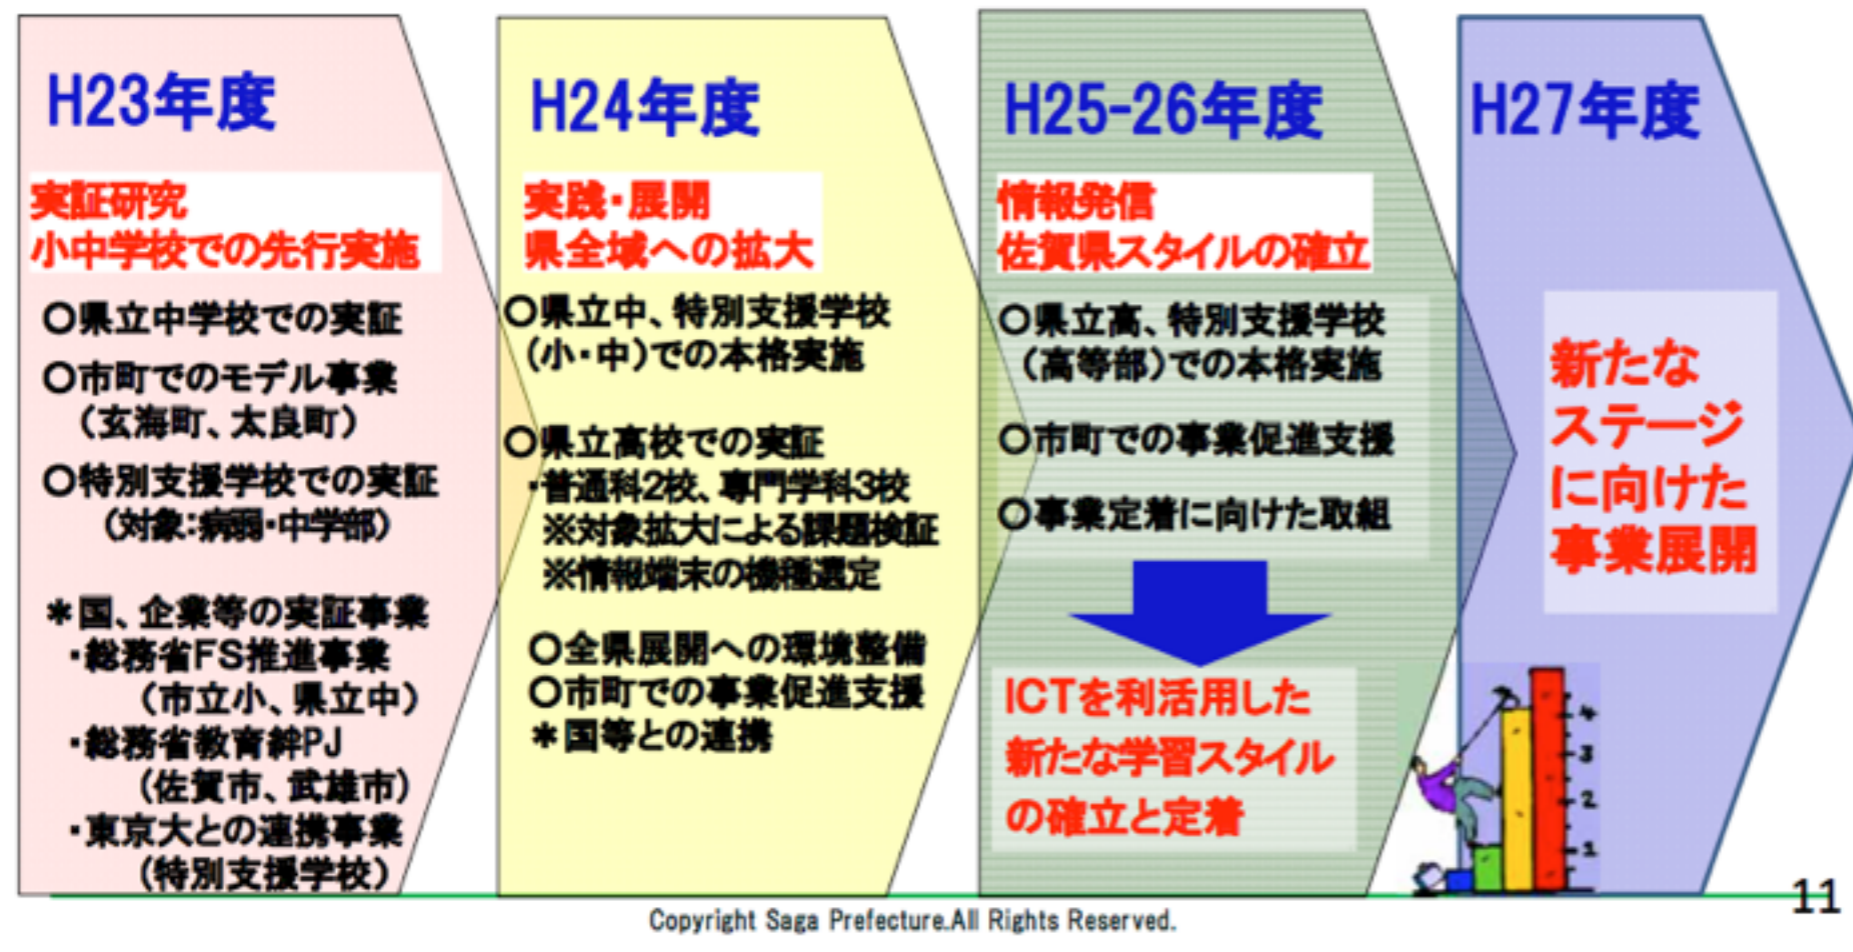 H23年度
実証研究
小中学校での先行実施
○県立中学校での実証
○市町でのモデル事業
（玄海町、太良町）
○特別支援学校での実証
（対象：病弱・中学部）
＊国、企業等の実証事業
・総務省FS推進事業
（市立小、県立中）
・総務省教育絆PJ
（佐賀市、武雄市）
・東京大との連携事業
（特別支援学校）
H24年度
実践・展開
県全域への拡大
○県立中、特別支援学校
（小・中）での本格実施
○県立高校での実証
・普通科2校、専門学科3校
※対象拡大による課題検証
※情報端末の機種選定
○全県展開への環境整備
○市町での事業促進支援
＊国等との連携
H25-26年度
情報発信
佐賀県スタイルの確立
○県立高、特別支援学校
（高等部）での本格実施
○市町での事業促進支援
○事業定着に向けた取組
ICTを利活用した
新たな学習スタイル
の確立と定着
H27年度
新たな
ステージ
に向けた
事業展開
4
3
2
1
11
Copyright Saga Prefecture.All Rights Reserved.